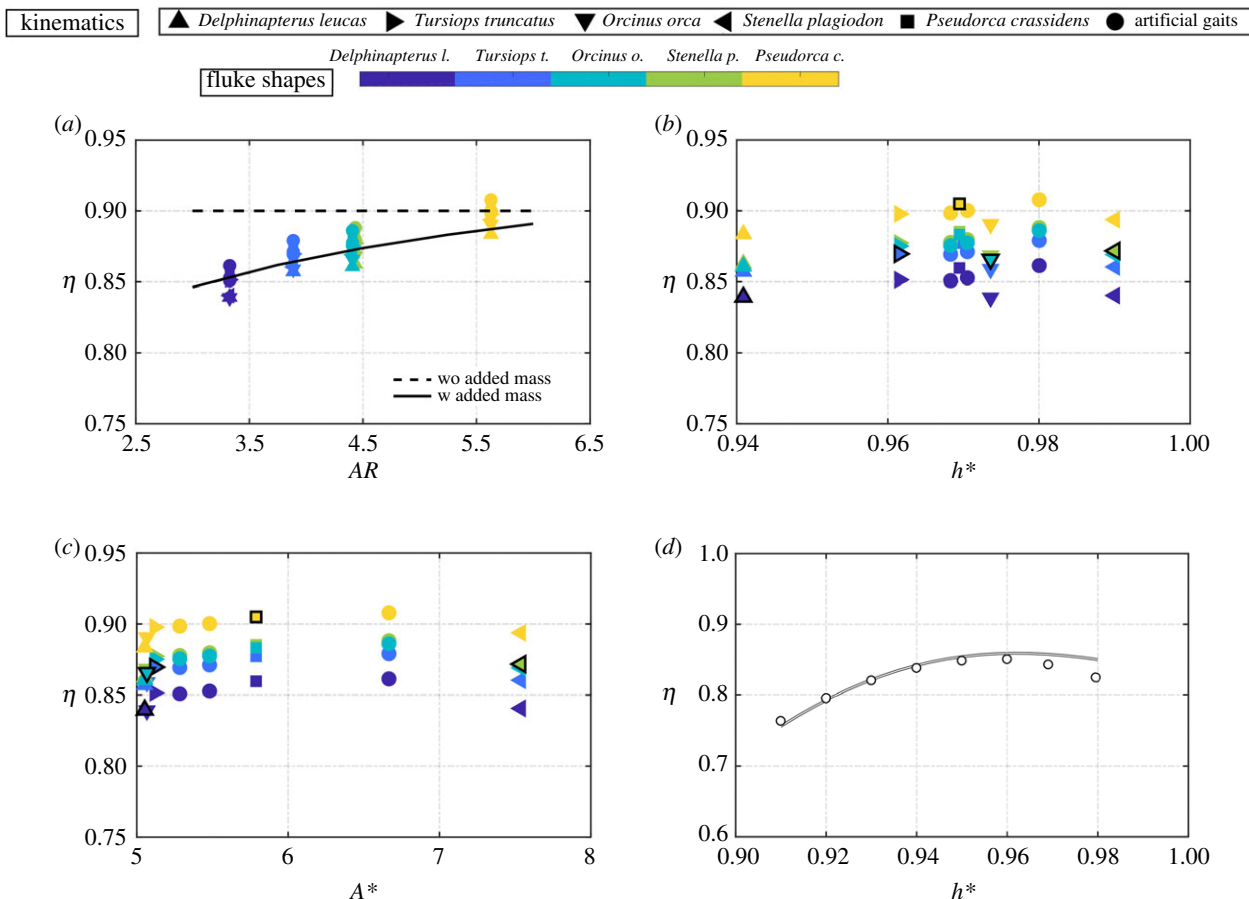 kinematics
Delphinapterus leucas Tursiops truncatus Orcinus orca Stenella plagiodon Pseudorca crassidens artificial gaits
Delphinapterus l. Tursiops t. Orcinus o. Stenella p. Pseudorca c.
fluke shapes
(a)
0.95
0.90
η 0.85
0.80
0.75
wo added mass
w added mass
2.5 3.5 4.5 5.5 6.5
AR
(b)
0.95
0.90
η 0.85
0.80
0.75
0.94 0.96 0.98 1.00
h*
(c)
0.95
0.90
η 0.85
0.80
0.75
5 6 7 8
A*
(d)
1.0
0.9
η 0.8
0.7
0.6
0.90 0.92 0.94 0.96 0.98 1.00
h*